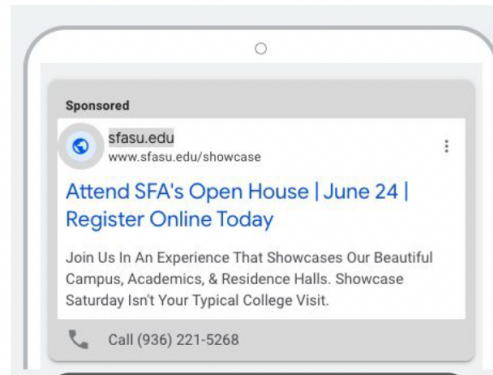 Sponsored
sfasu.edu
www.sfasu.edu/showcase
Attend SFA's Open House | June 24 |
Register Online Today
Join Us In An Experience That Showcases Our Beautiful
Campus, Academics, & Residence Halls. Showcase
Saturday Isn't Your Typical College Visit.
Call (936) 221-5268